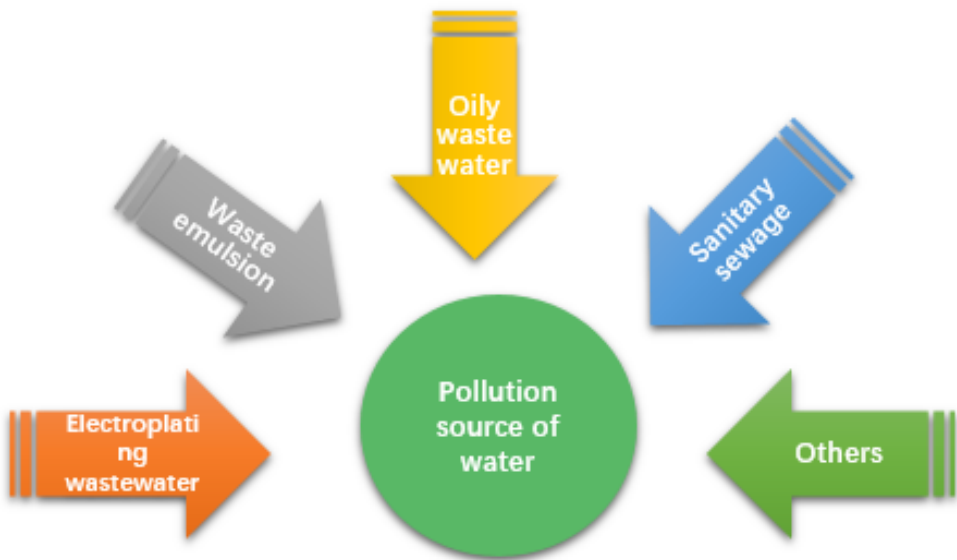 Oily
waste
water
Waste
emulsion
Sanitary
sewage
Electroplati
ng
wastewater
Pollution
source of
water
Others